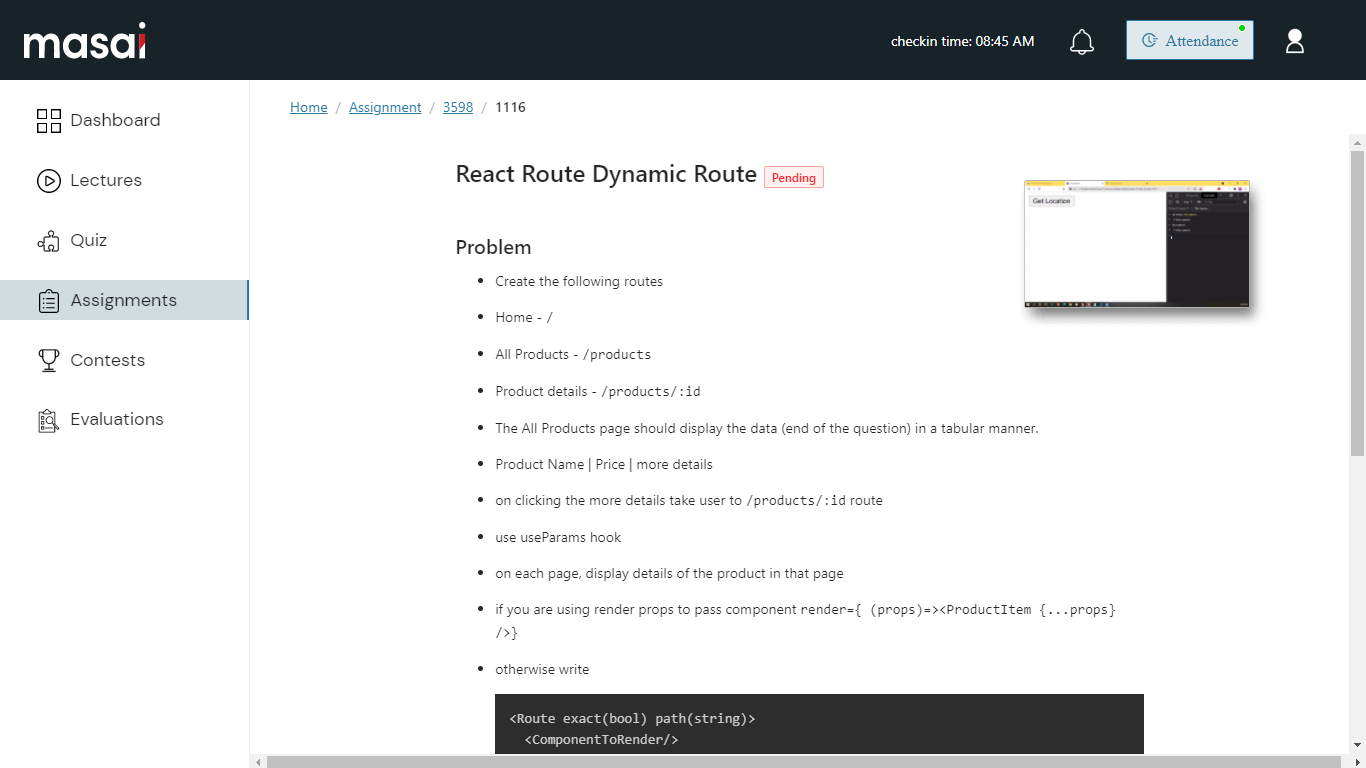 masai
checkin time: 08:45 AM
Attendance
Dashboard
Lectures
Quiz
Assignments
Contests
Evaluations
Home / Assignment / 3598 / 1116
React Route Dynamic Route Pending
Get Location
Problem
• Create the following routes
• Home - /
• All Products - /products
• Product details - /products/:id
• The All Products page should display the data (end of the question) in a tabular manner.
• Product Name | Price | more details
• on clicking the more details take user to /products/:id route
• use useParams hook
• on each page, display details of the product in that page
• if you are using render props to pass component render={ (props)=><ProductItem {...props}
/>}
• otherwise write
<Route exact(bool) path(string)>
<ComponentToRender/>